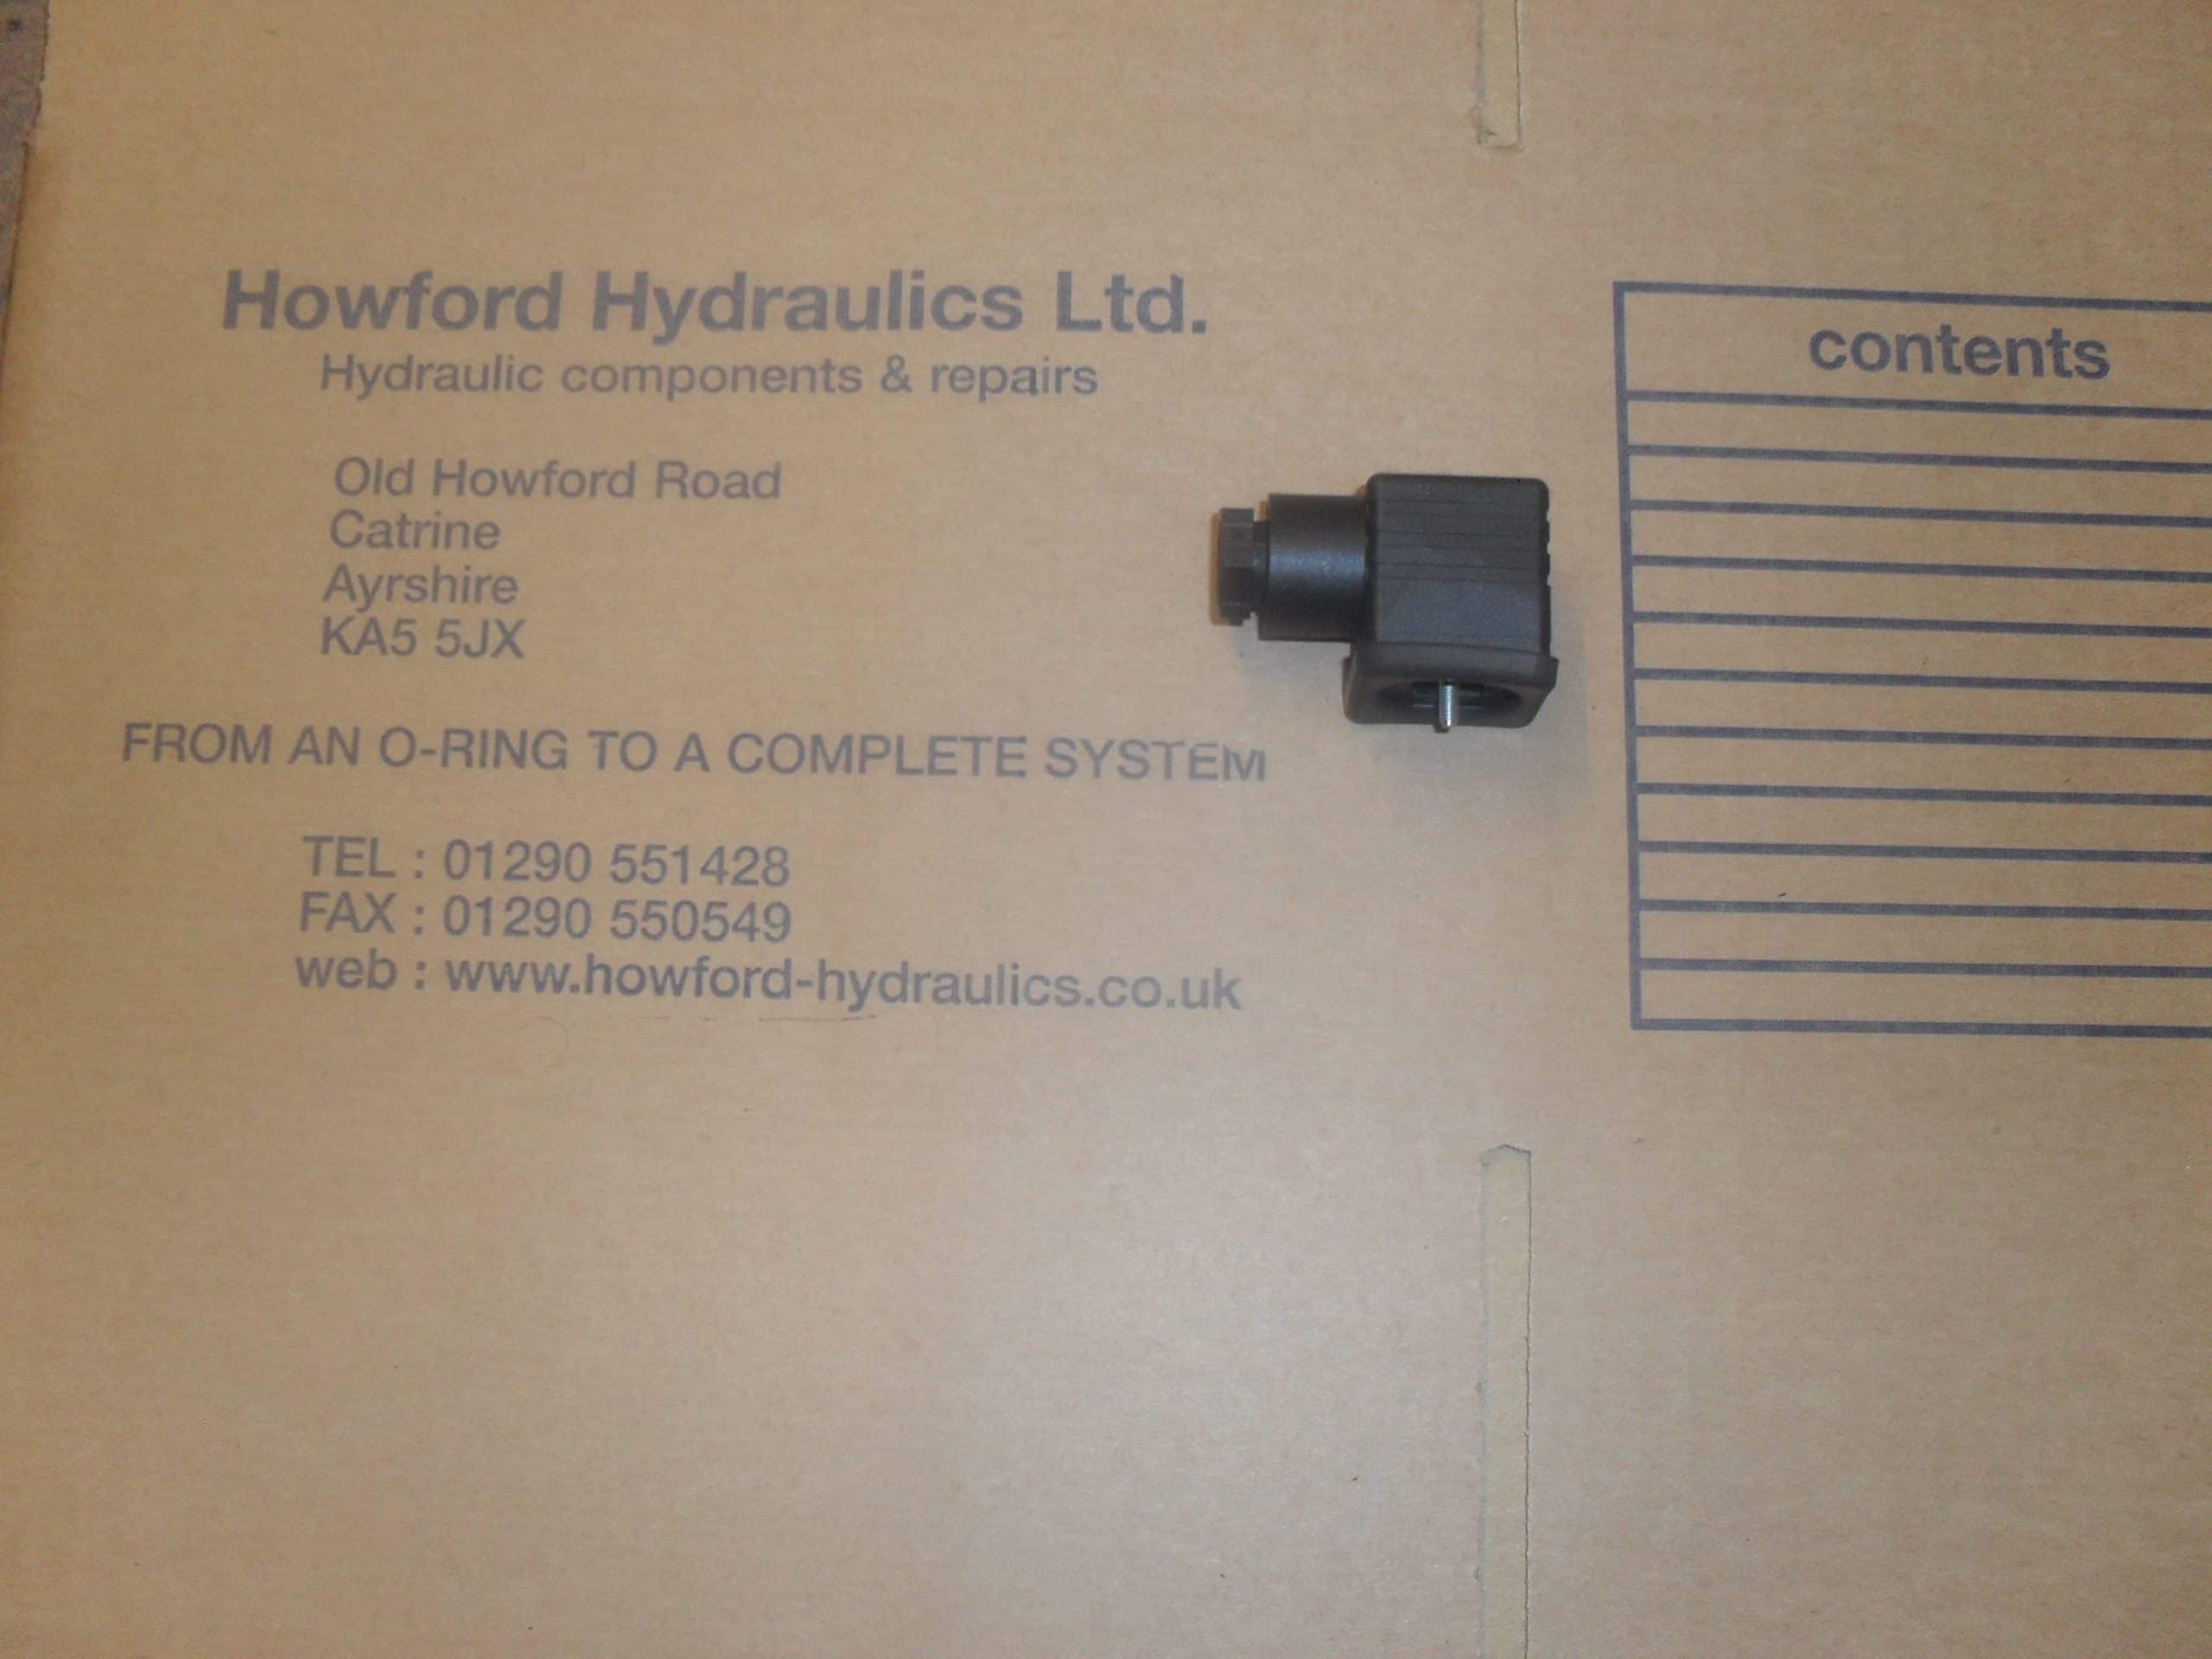 Howford Hydraulics Ltd.
Hydraulic components & repairs
Old Howford Road
Catrine
Ayrshire
KA5 5JX
FROM AN O-RING TO A COMPLETE SYSTEM
TEL : 01290 551428
FAX : 01290 550549
web : www.howford-hydraulics.co.uk
contents